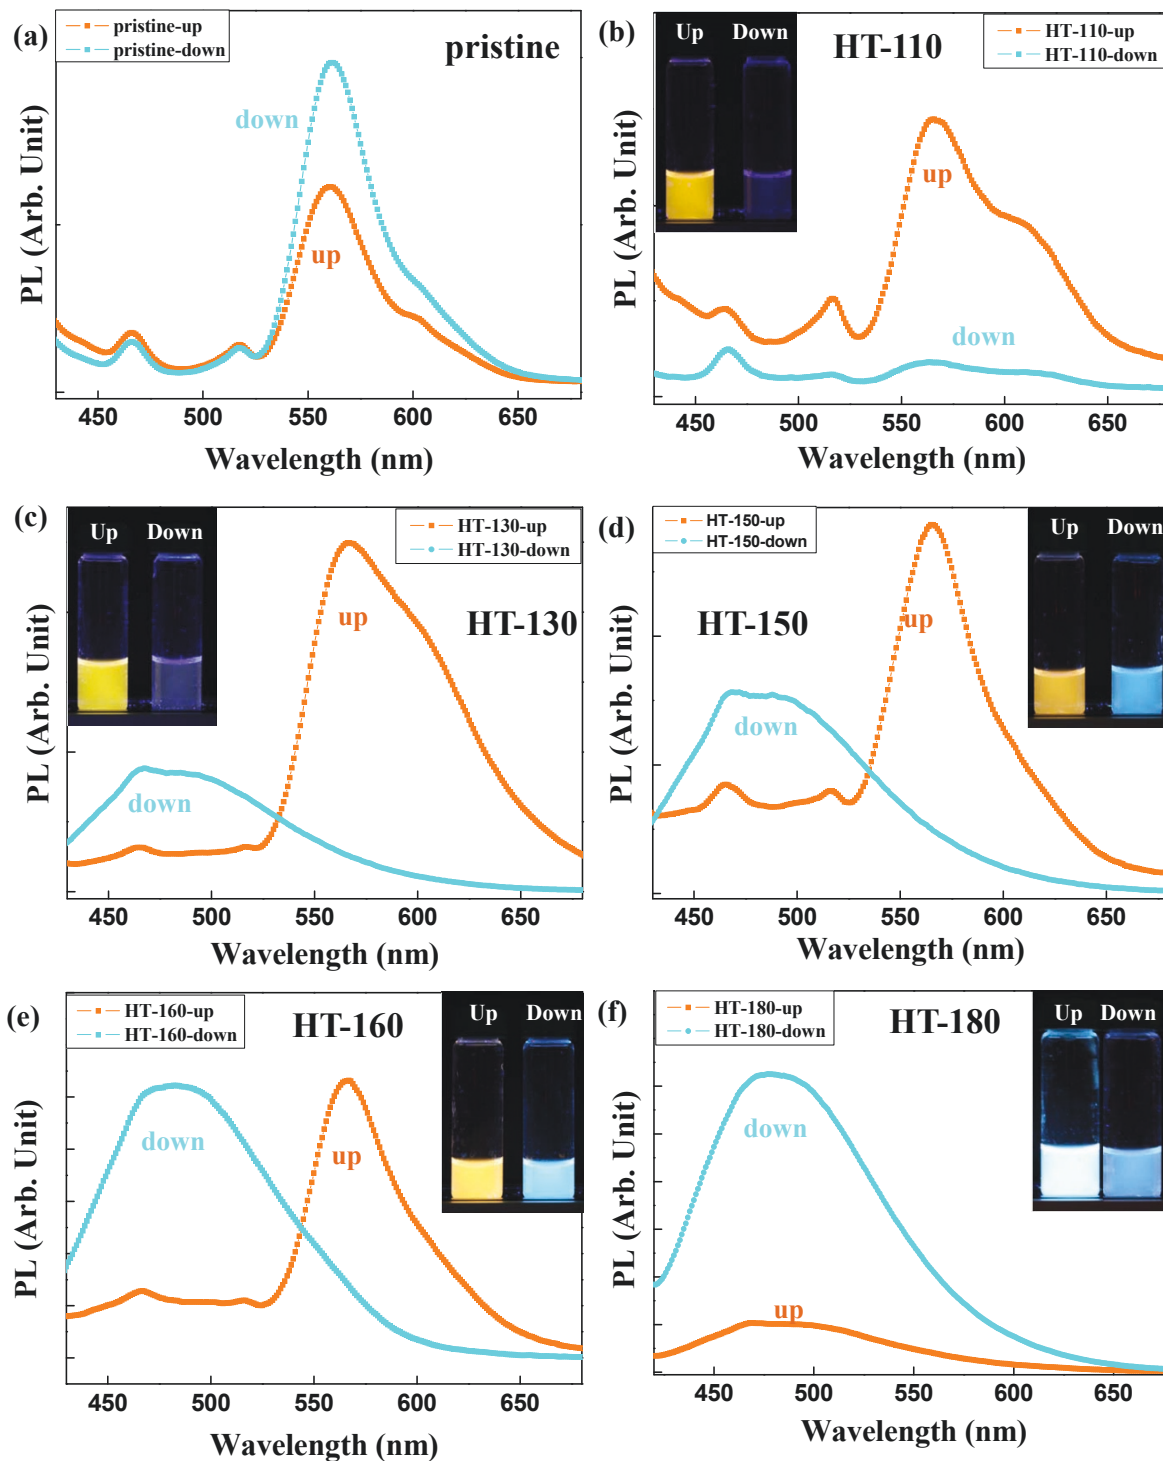 (a)
pristine-up
pristine-down
pristine
down
up
PL (Arb. Unit)
450 500 550 600 650
Wavelength (nm)
(b)
Up Down
HT-110
HT-110-up
HT-110-down
up
down
PL (Arb. Unit)
450 500 550 600 650
Wavelength (nm)
(c)
Up Down
HT-130-up
HT-130-down
up
HT-130
down
PL (Arb. Unit)
450 500 550 600 650
Wavelength (nm)
(d)
HT-150-up
HT-150-down
Up Down
HT-150
up
down
PL (Arb. Unit)
450 500 550 600 650
Wavelength (nm)
(e)
HT-160-up
HT-160-down
HT-160
Up Down
down
up
PL (Arb. Unit)
450 500 550 600 650
Wavelength (nm)
(f)
HT-180-up
HT-180-down
HT-180
Up Down
down
up
PL (Arb. Unit)
450 500 550 600 650
Wavelength (nm)